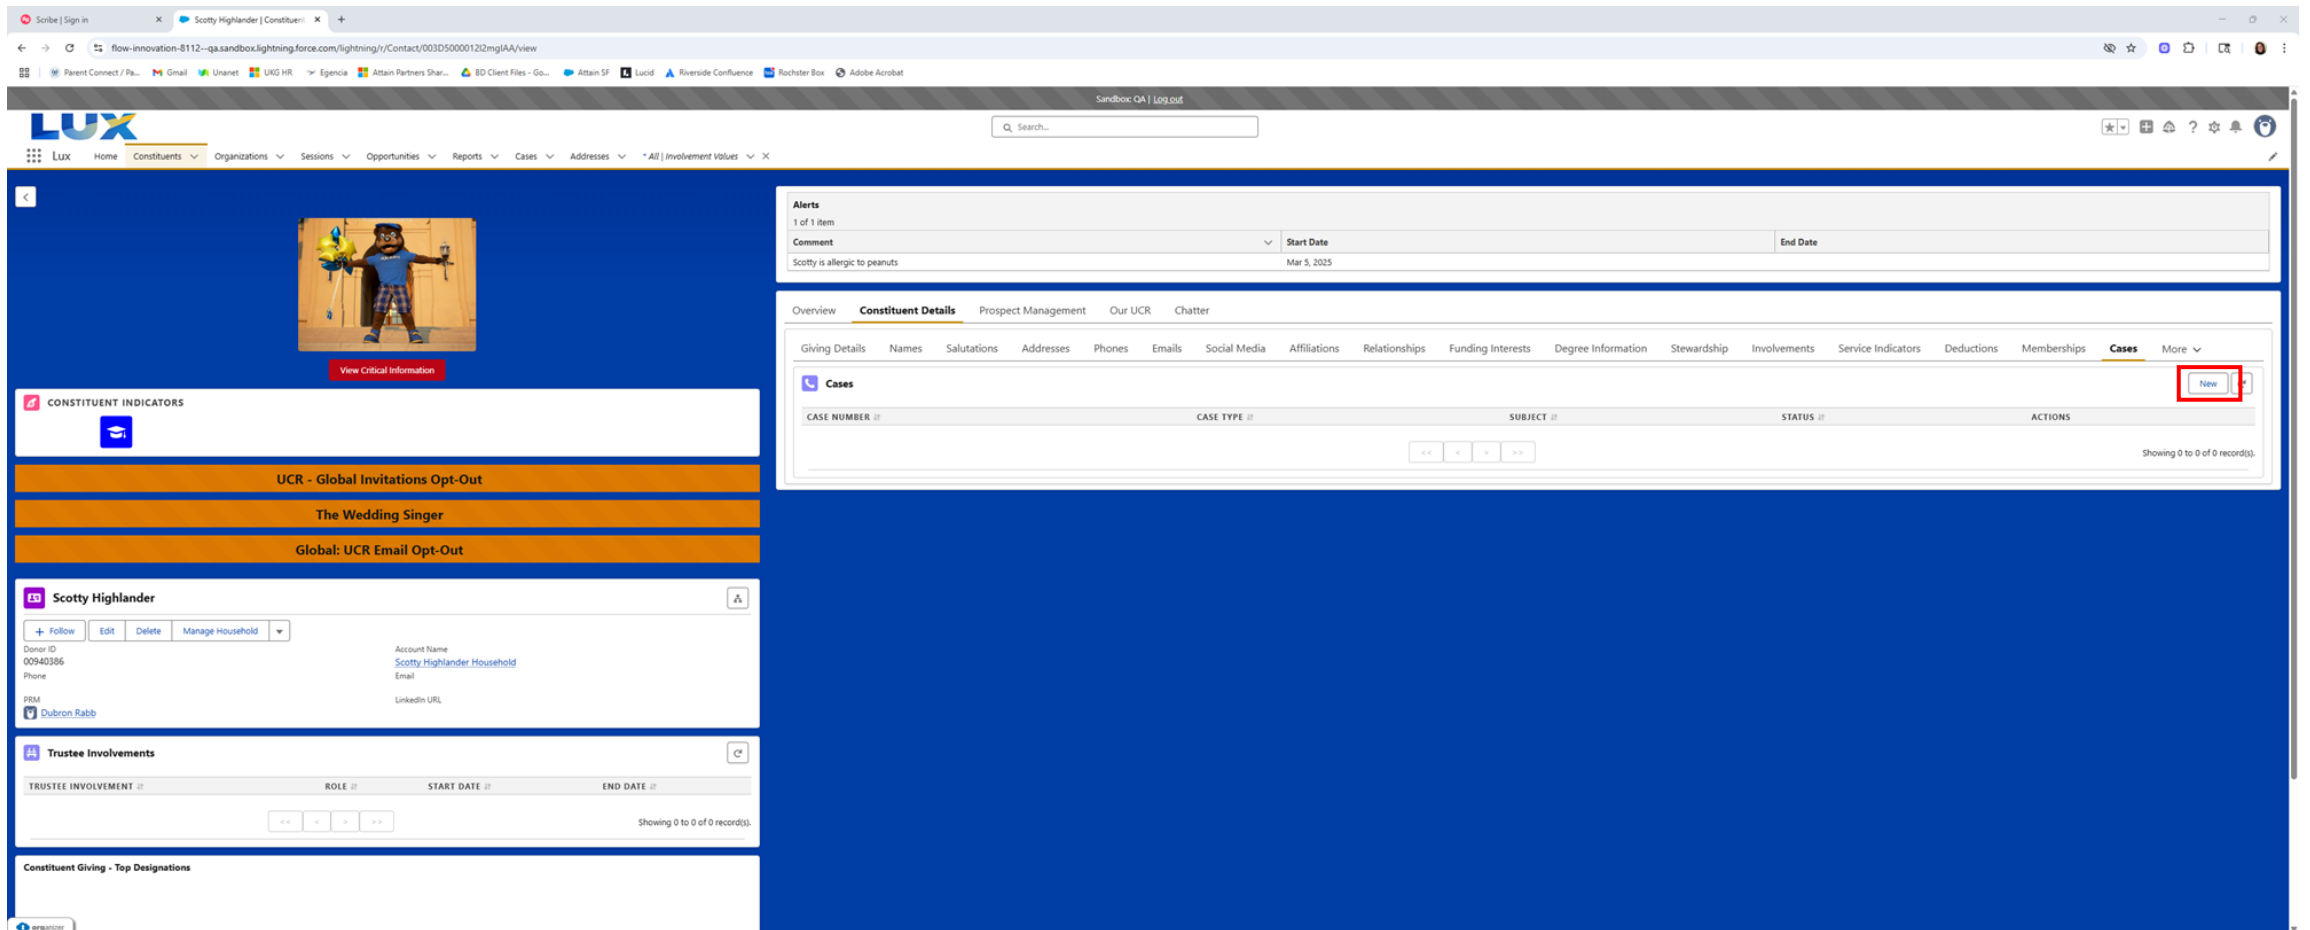 Scribe | Sign in
Scotty Highlander | Constituent
flow-innovation-8112--qa.sandbox.lightning.force.com/lightning/r/Contact/003D5000012I2mgIAA/view
Parent Connect / Pa... Gmail Unanet UKG HR Egencia Attain Partners Shar... BD Client Files - Go... Attain SF Lucid Riverside Confluence Rochster Box Adobe Acrobat
Sandbox: QA | Log out
LUX
Search...
Lux Home Constituents Organizations Sessions Opportunities Reports Cases Addresses * All | Involvement Values
Alerts
1 of 1 item
Comment Start Date End Date
Scotty is allergic to peanuts Mar 5, 2025
View Critical Information
CONSTITUENT INDICATORS
UCR - Global Invitations Opt-Out
The Wedding Singer
Global: UCR Email Opt-Out
Scotty Highlander
+ Follow Edit Delete Manage Household
Donor ID Account Name
00940386 Scotty Highlander Household
Phone Email
PRM LinkedIn URL
Dubron Rabb
Trustee Involvements
TRUSTEE INVOLVEMENT ROLE START DATE END DATE
<< < > >> Showing 0 to 0 of 0 record(s).
Constituent Giving - Top Designations
organizer
Overview Constituent Details Prospect Management Our UCR Chatter
Giving Details Names Salutations Addresses Phones Emails Social Media Affiliations Relationships Funding Interests Degree Information Stewardship Involvements Service Indicators Deductions Memberships Cases More
Cases New
CASE NUMBER CASE TYPE SUBJECT STATUS ACTIONS
<< < > >> Showing 0 to 0 of 0 record(s).